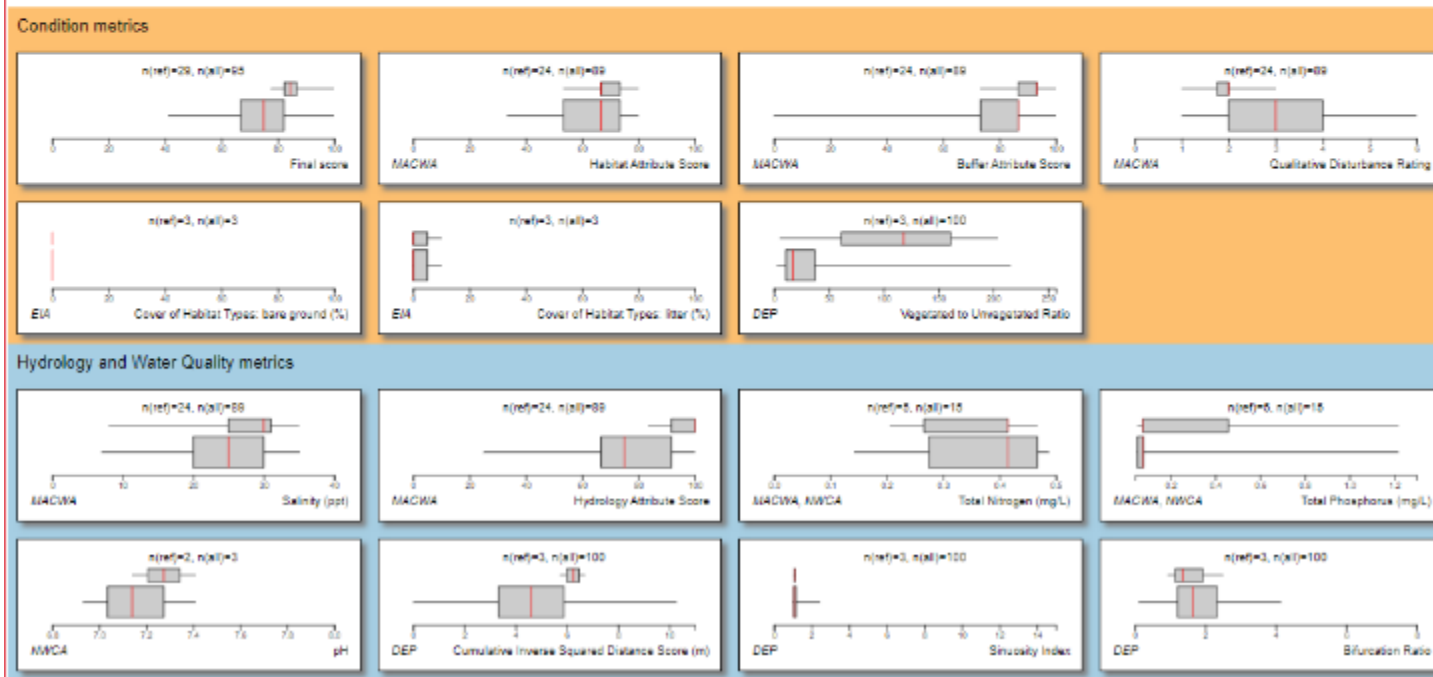 Condition metrics
n(ref)=29, n(all)=95
0 20 40 60 80 100
Final score
n(ref)=24, n(all)=89
0 20 40 60 80 100
MACWA Habitat Attribute Score
n(ref)=24, n(all)=89
0 20 40 60 80 100
MACWA Buffer Attribute Score
n(ref)=24, n(all)=89
1 2 3 4 5 6
MACWA Qualitative Disturbance Rating
n(ref)=3, n(all)=3
0 20 40 60 80 100
EIA Cover of Habitat Types: bare ground (%)
n(ref)=3, n(all)=3
0 20 40 60 80 100
EIA Cover of Habitat Types: litter (%)
n(ref)=3, n(all)=100
0 50 100 150 200 250
DEP Vegetated to Unvegetated Ratio
Hydrology and Water Quality metrics
n(ref)=24, n(all)=89
0 10 20 30 40
MACWA Salinity (ppt)
n(ref)=24, n(all)=89
0 20 40 60 80 100
MACWA Hydrology Attribute Score
n(ref)=5, n(all)=15
0.0 0.1 0.2 0.3 0.4 0.5
MACWA, NWCA Total Nitrogen (mg/L)
n(ref)=5, n(all)=15
0.2 0.4 0.6 0.8 1.0 1.2
MACWA, NWCA Total Phosphorus (mg/L)
n(ref)=2, n(all)=3
6.8 7.0 7.2 7.4 7.6 7.8 8.0
NWCA pH
n(ref)=3, n(all)=100
0 2 4 6 8 10
DEP Cumulative Inverse Squared Distance Score (m)
n(ref)=3, n(all)=100
0 2 4 6 8 10 12 14
DEP Sinuosity Index
n(ref)=3, n(all)=100
0 2 4 6 8
DEP Bifurcation Ratio